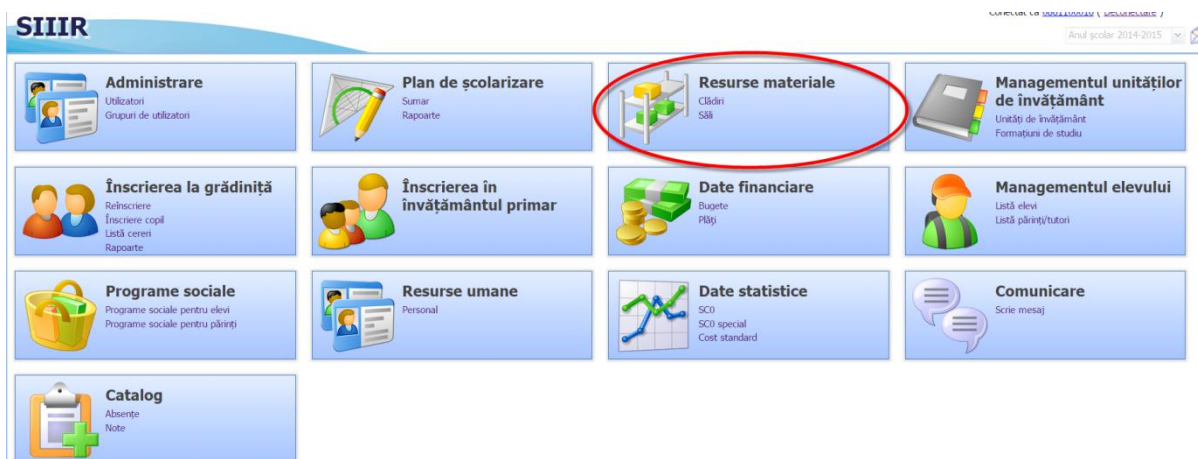 SIIIR
Conectat ca 0061100010 ( Deconectare )
Anul școlar 2014-2015
Administrare
Utilizatori
Grupuri de utilizatori
Plan de școlarizare
Sumar
Rapoarte
Resurse materiale
Clădiri
Săli
Managementul unităților
de învățământ
Unități de învățământ
Formațiuni de studiu
Înscrierea la grădiniță
Reînscriere
Înscriere copil
Listă cereri
Rapoarte
Înscrierea în
învățământul primar
Date financiare
Bugete
Plăți
Managementul elevului
Listă elevi
Listă părinți/tutori
Programe sociale
Programe sociale pentru elevi
Programe sociale pentru părinți
Resurse umane
Personal
Date statistice
SC0
SC0 special
Cost standard
Comunicare
Scrie mesaj
Catalog
Absențe
Note